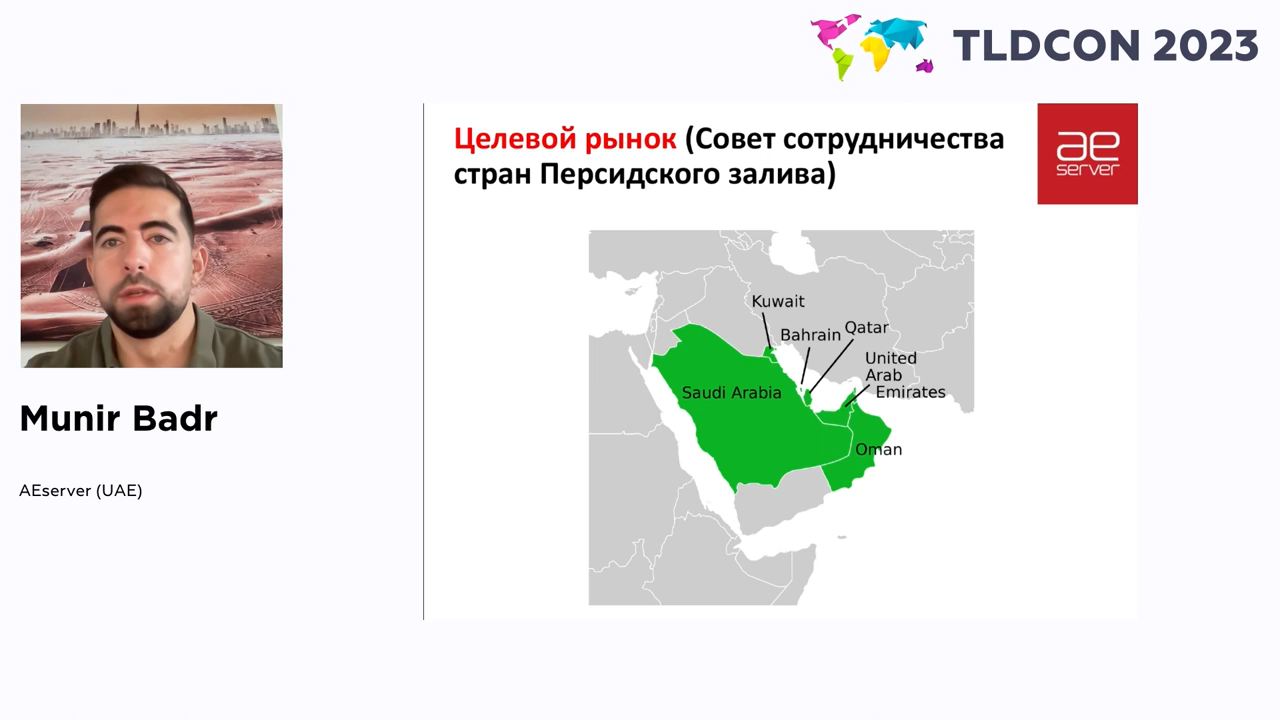 TLDCON 2023
Целевой рынок (Совет сотрудничества
стран Персидского залива)
ae
server
Kuwait
Bahrain
Qatar
United
Arab
Emirates
Saudi Arabia
Oman
Munir Badr
AEserver (UAE)